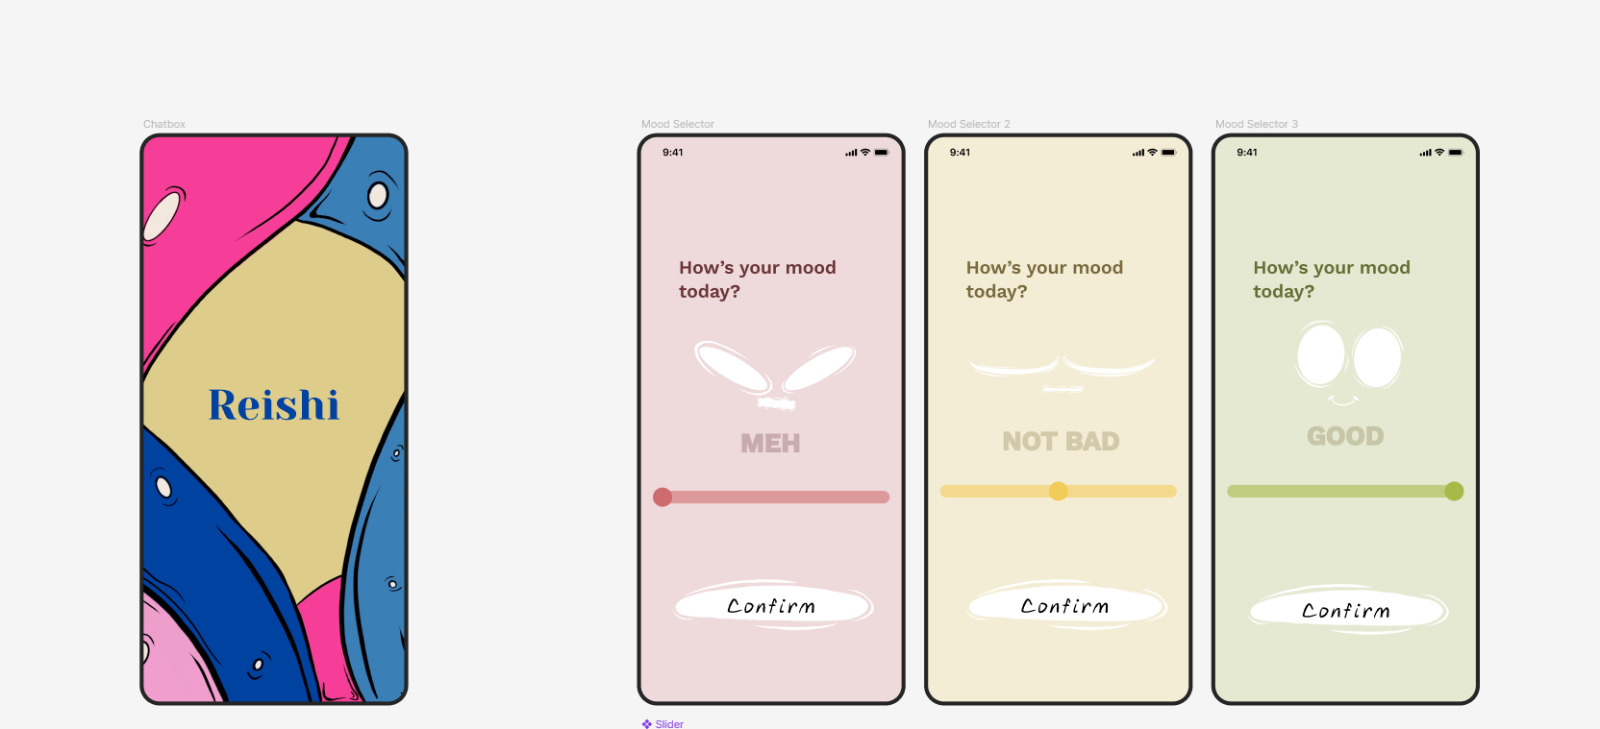 Chatbox
Reishi
Mood Selector
9:41
How's your mood
today?
MEH
Confirm
Slider
Mood Selector 2
9:41
How's your mood
today?
NOT BAD
Confirm
Mood Selector 3
9:41
How's your mood
today?
GOOD
Confirm